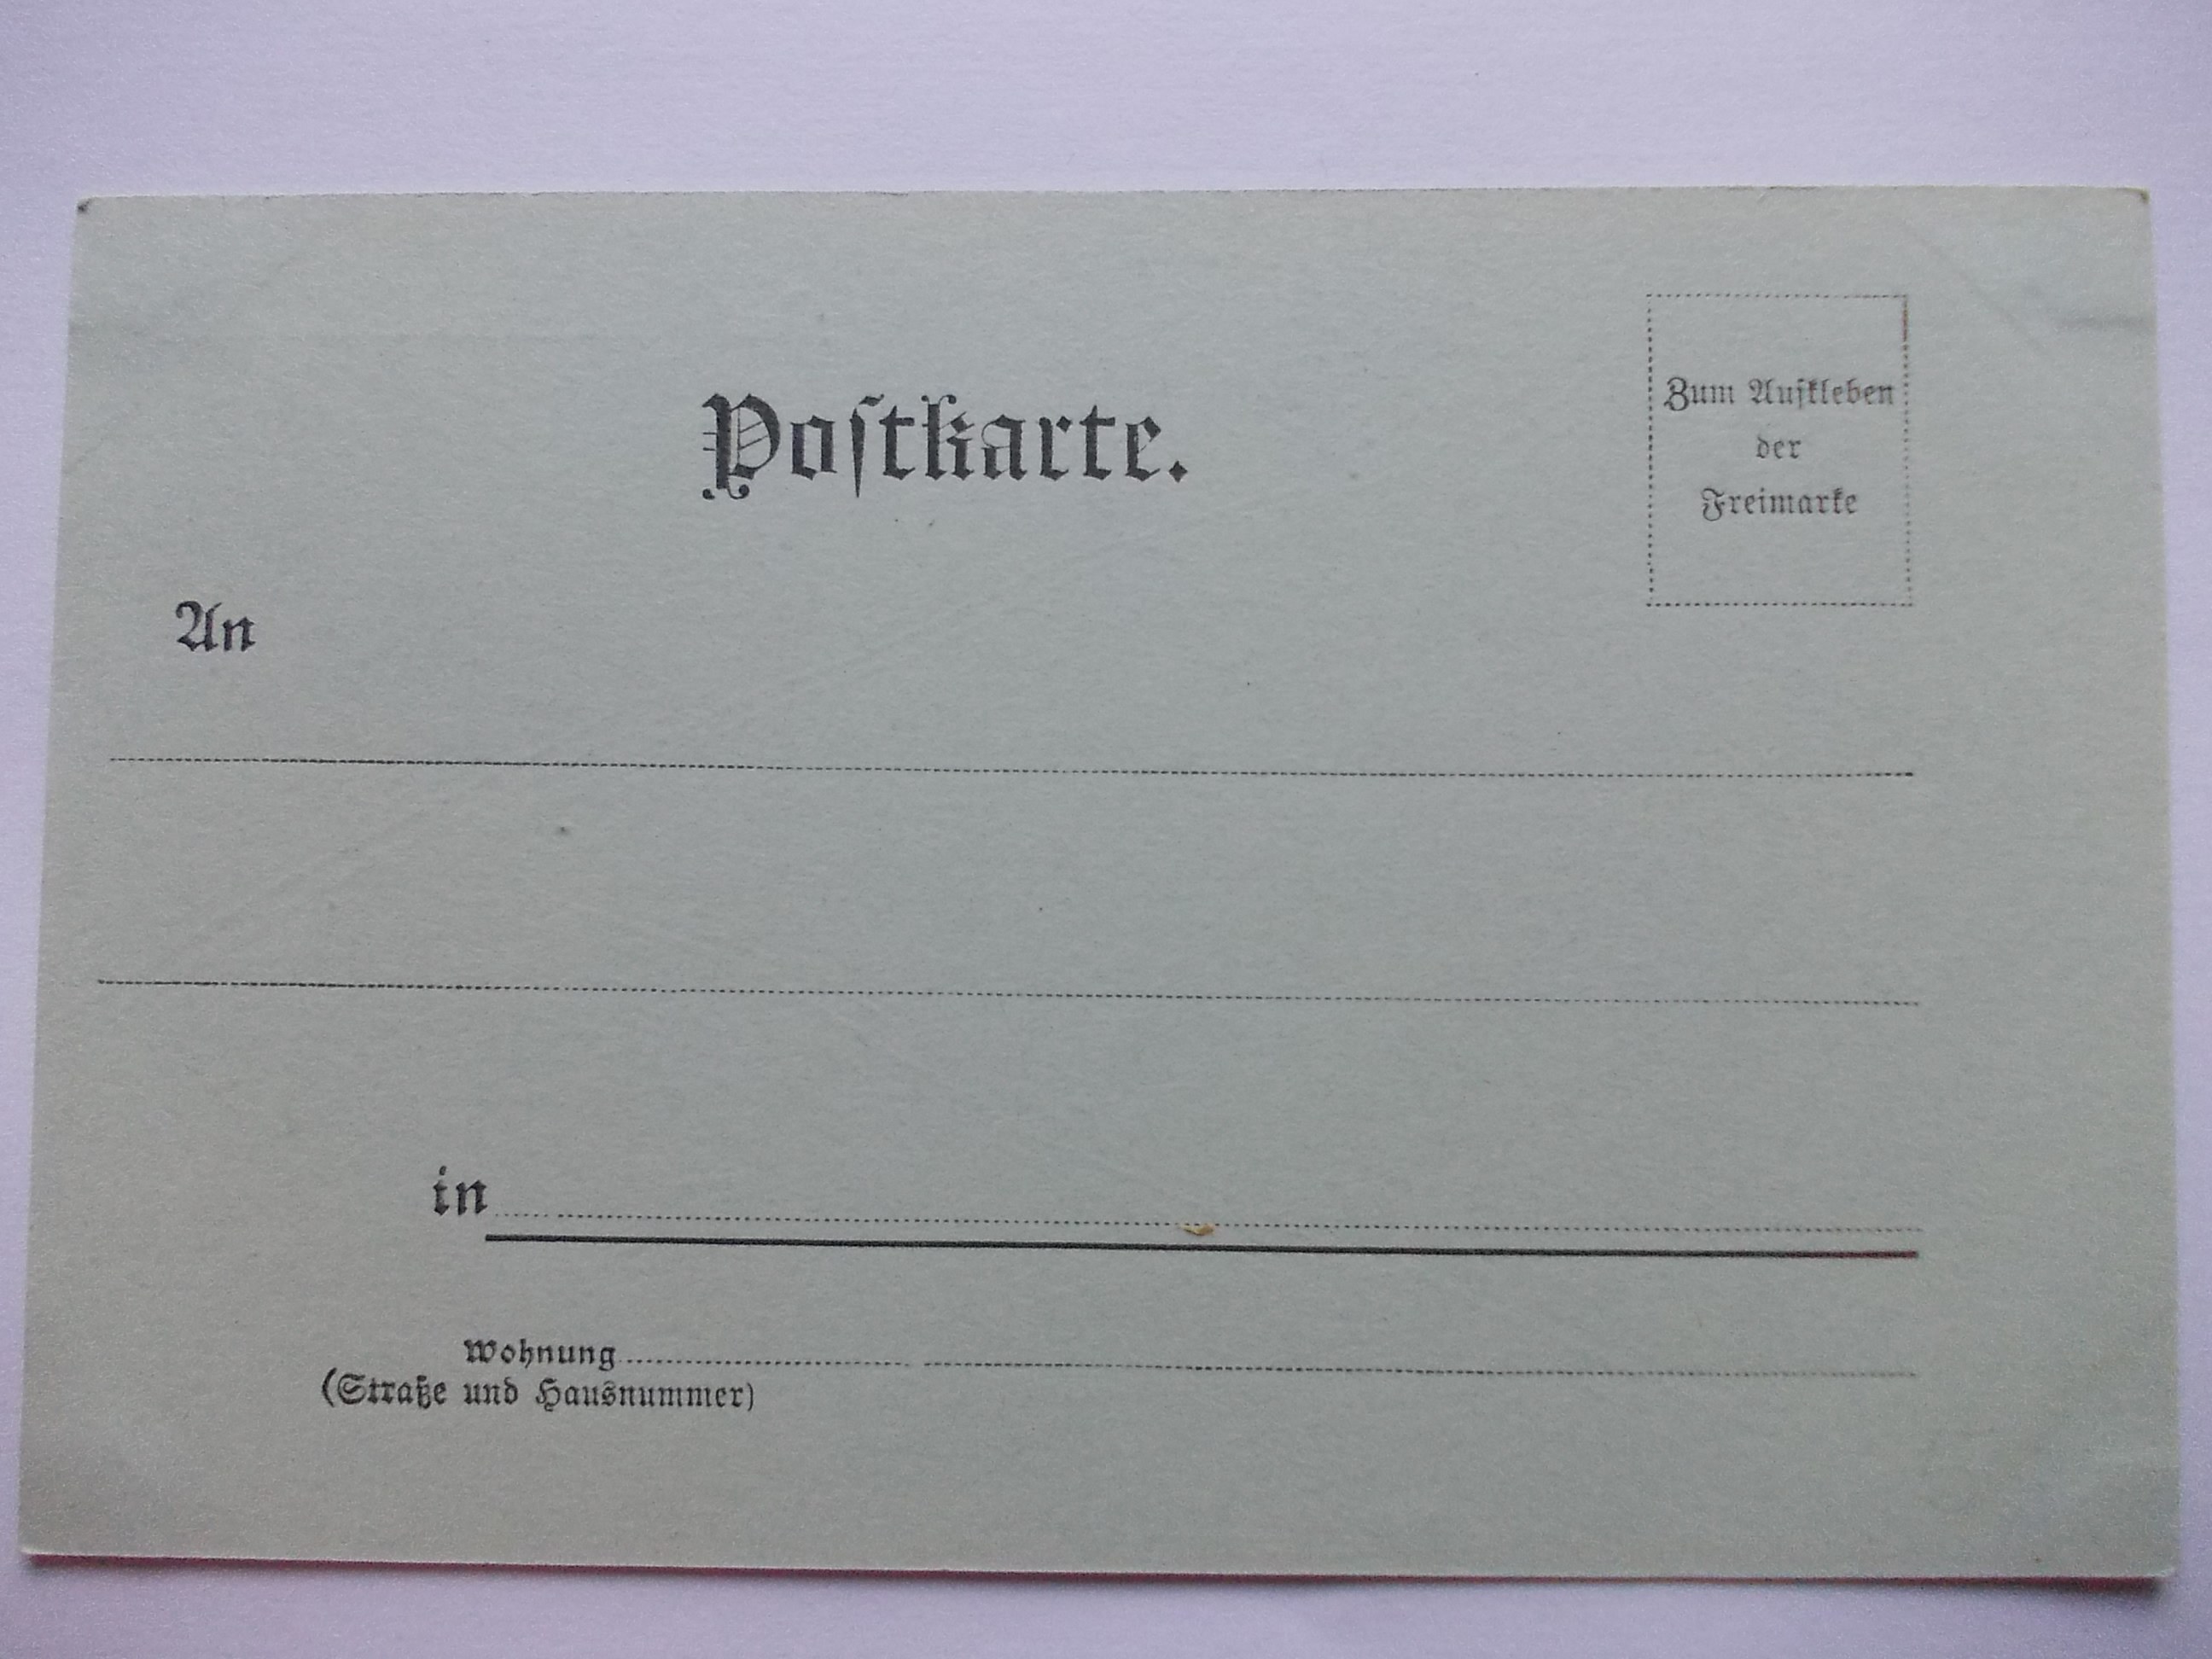 Postkarte.
Zum Aufkleben
der
Freimarke
An
in
Wohnung
(Straße und Hausnummer)